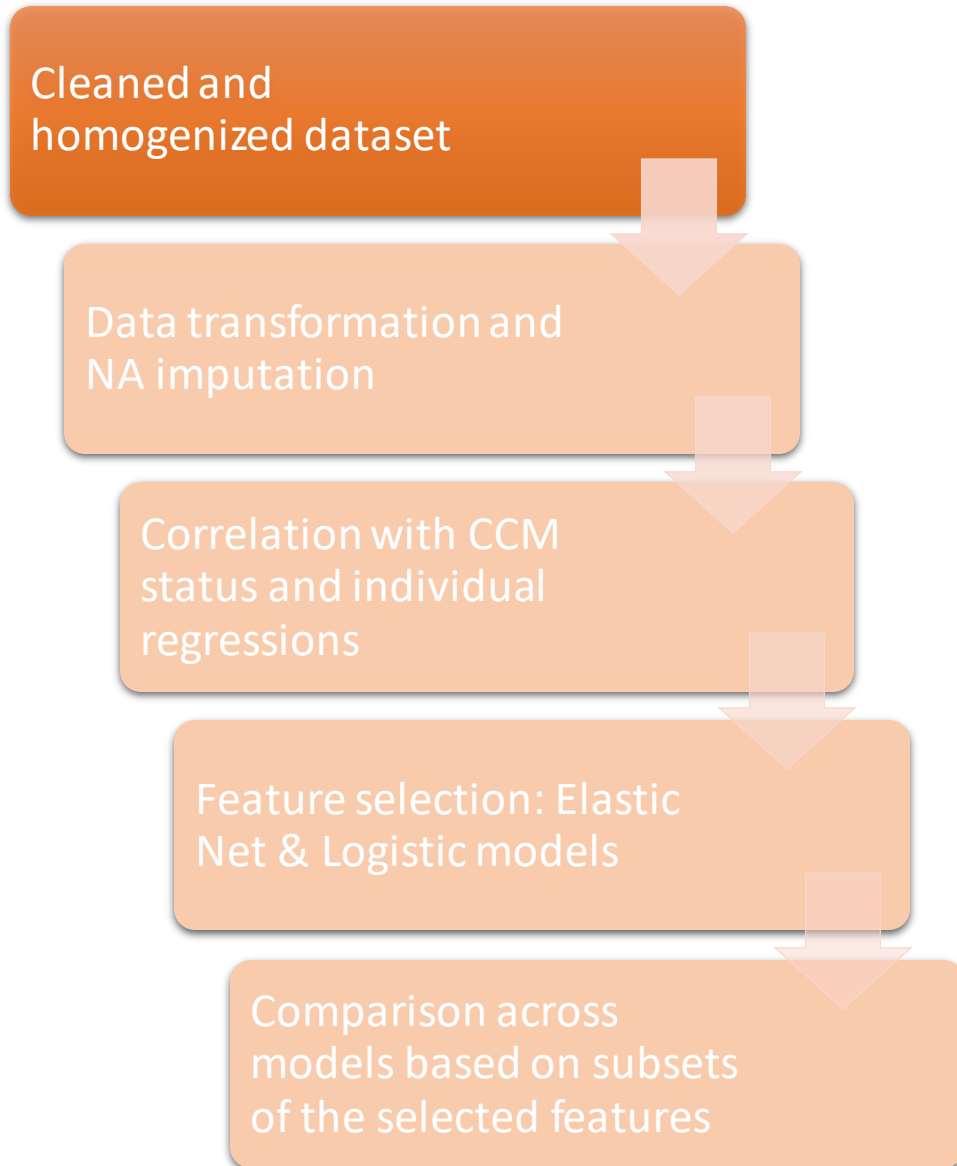 Cleaned and
homogenized dataset
Data transformation and
NA imputation
Correlation with CCM
status and individual
regressions
Feature selection: Elastic
Net & Logistic models
Comparison across
models based on subsets
of the selected features